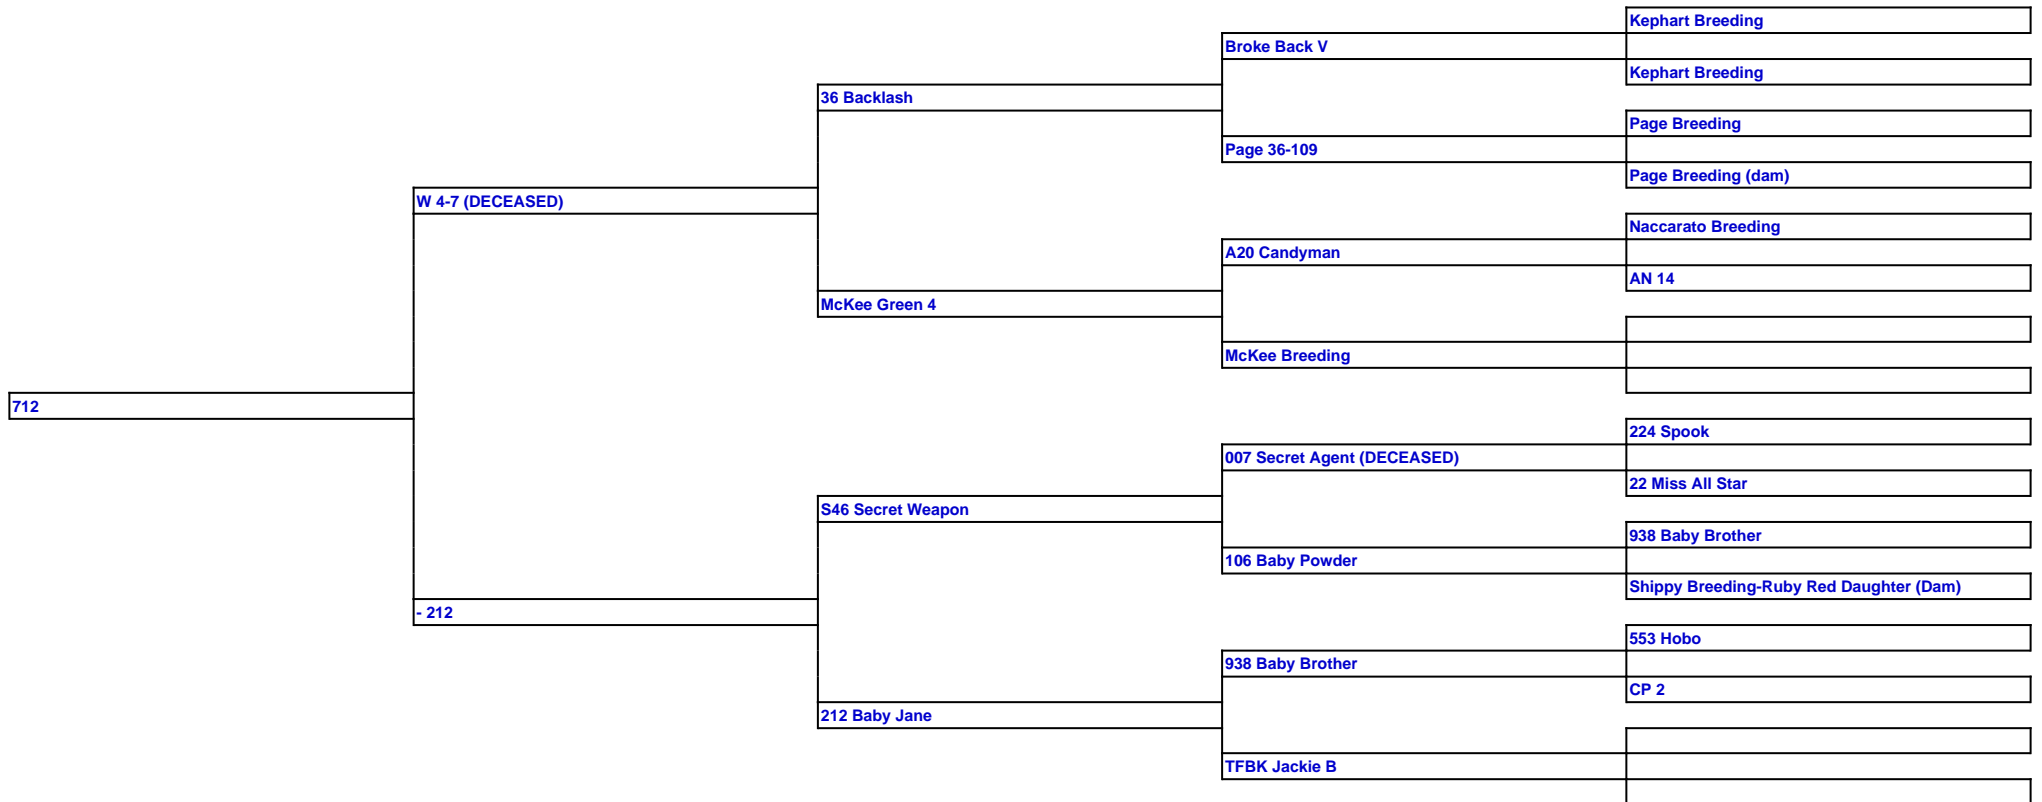 Kephart Breeding
Broke Back V
Kephart Breeding
36 Backlash
Page Breeding
Page 36-109
Page Breeding (dam)
W 4-7 (DECEASED)
Naccarato Breeding
A20 Candyman
AN 14
McKee Green 4
McKee Breeding
712
224 Spook
007 Secret Agent (DECEASED)
22 Miss All Star
S46 Secret Weapon
938 Baby Brother
106 Baby Powder
Shippy Breeding-Ruby Red Daughter (Dam)
- 212
553 Hobo
938 Baby Brother
CP 2
212 Baby Jane
TFBK Jackie B